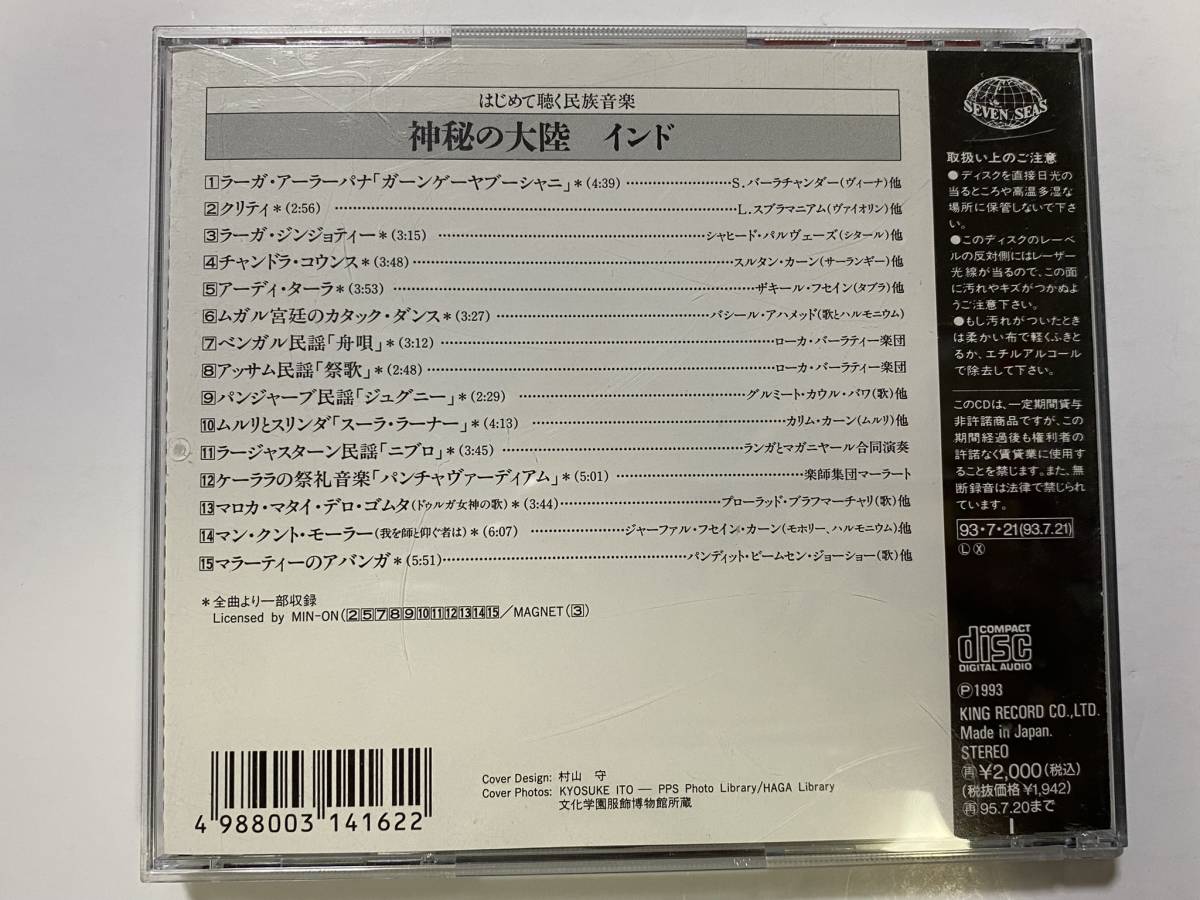 はじめて聴く民族音楽
神秘の大陸 インド
1 ラーガ・アーラーパナ「ガーンゲーヤブーシャニ」＊(4:39) S.バーラチャンダー(ヴィーナ)他
2 クリティ＊(2:56) L.スブラマニアム(ヴァイオリン)他
3 ラーガ・ジンジョティー＊(3:15) シャヒード・パルヴェーズ(シタール)他
4 チャンドラ・コウンス＊(3:48) スルタン・カーン(サーランギー)他
5 アーディ・ターラ＊(3:53) ザキール・フセイン(タブラ)他
6 ムガル宮廷のカタック・ダンス＊(3:27) バシール・アハメッド(歌とハルモニウム)
7 ベンガル民謡「舟唄」＊(3:12) ローカ・バーラティー楽団
8 アッサム民謡「祭歌」＊(2:48) ローカ・バーラティー楽団
9 パンジャーブ民謡「ジュグニー」＊(2:29) グルミート・カウル・バワ(歌)他
10 ムルリとスリンダ「スーラ・ラーナー」＊(4:13) カリム・カーン(ムルリ)他
11 ラージャスターン民謡「ニブロ」＊(3:45) ランガとマガニヤール合同演奏
12 ケーララの祭礼音楽「パンチャヴァーディアム」＊(5:01) 楽師集団マーラート
13 マロカ・マタイ・デロ・ゴムタ(ドゥルガ女神の歌)＊(3:44) プローラッド・ブラフマーチャリ(歌)他
14 マン・クント・モーラー(我を師と仰ぐ者は)＊(6:07) ジャーファル・フセイン・カーン(モホリー、ハルモニウム)他
15 マラーティーのアバンガ＊(5:51) パンディット・ビームセン・ジョーショー(歌)他
＊全曲より一部収録
Licensed by MIN-ON(2 5 7 8 9 10 11 12 13 14 15／MAGNET(3)
Cover Design: 村山 守
Cover Photos: KYOSUKE ITO — PPS Photo Library/HAGA Library
文化学園服飾博物館所蔵
4 988003 141622
SEVEN SEAS
取扱い上のご注意
●ディスクを直接日光の
当るところや高温多湿な
場所に保管しないで下さ
い。
●このディスクのレーベ
ルの反対側にはレーザー
光線が当るので、この面
に汚れやキズがつかぬよ
うご注意下さい。
●もし汚れがついたとき
は柔かい布で軽くふきと
るか、エチルアルコール
で除去して下さい。
このCDは、一定期間貸与
非許諾商品ですが、この
期間経過後も権利者の
許諾なく賃貸業に使用す
ることを禁じます。また、無
断録音は法律で禁じられ
ています。
93・7・21(93.7.21)
Ⓛ Ⓧ
COMPACT
disc
DIGITAL AUDIO
Ⓟ1993
KING RECORD CO.,LTD.
Made in Japan.
STEREO
再¥2,000(税込)
(税抜価格¥1,942)
再95.7.20まで
I